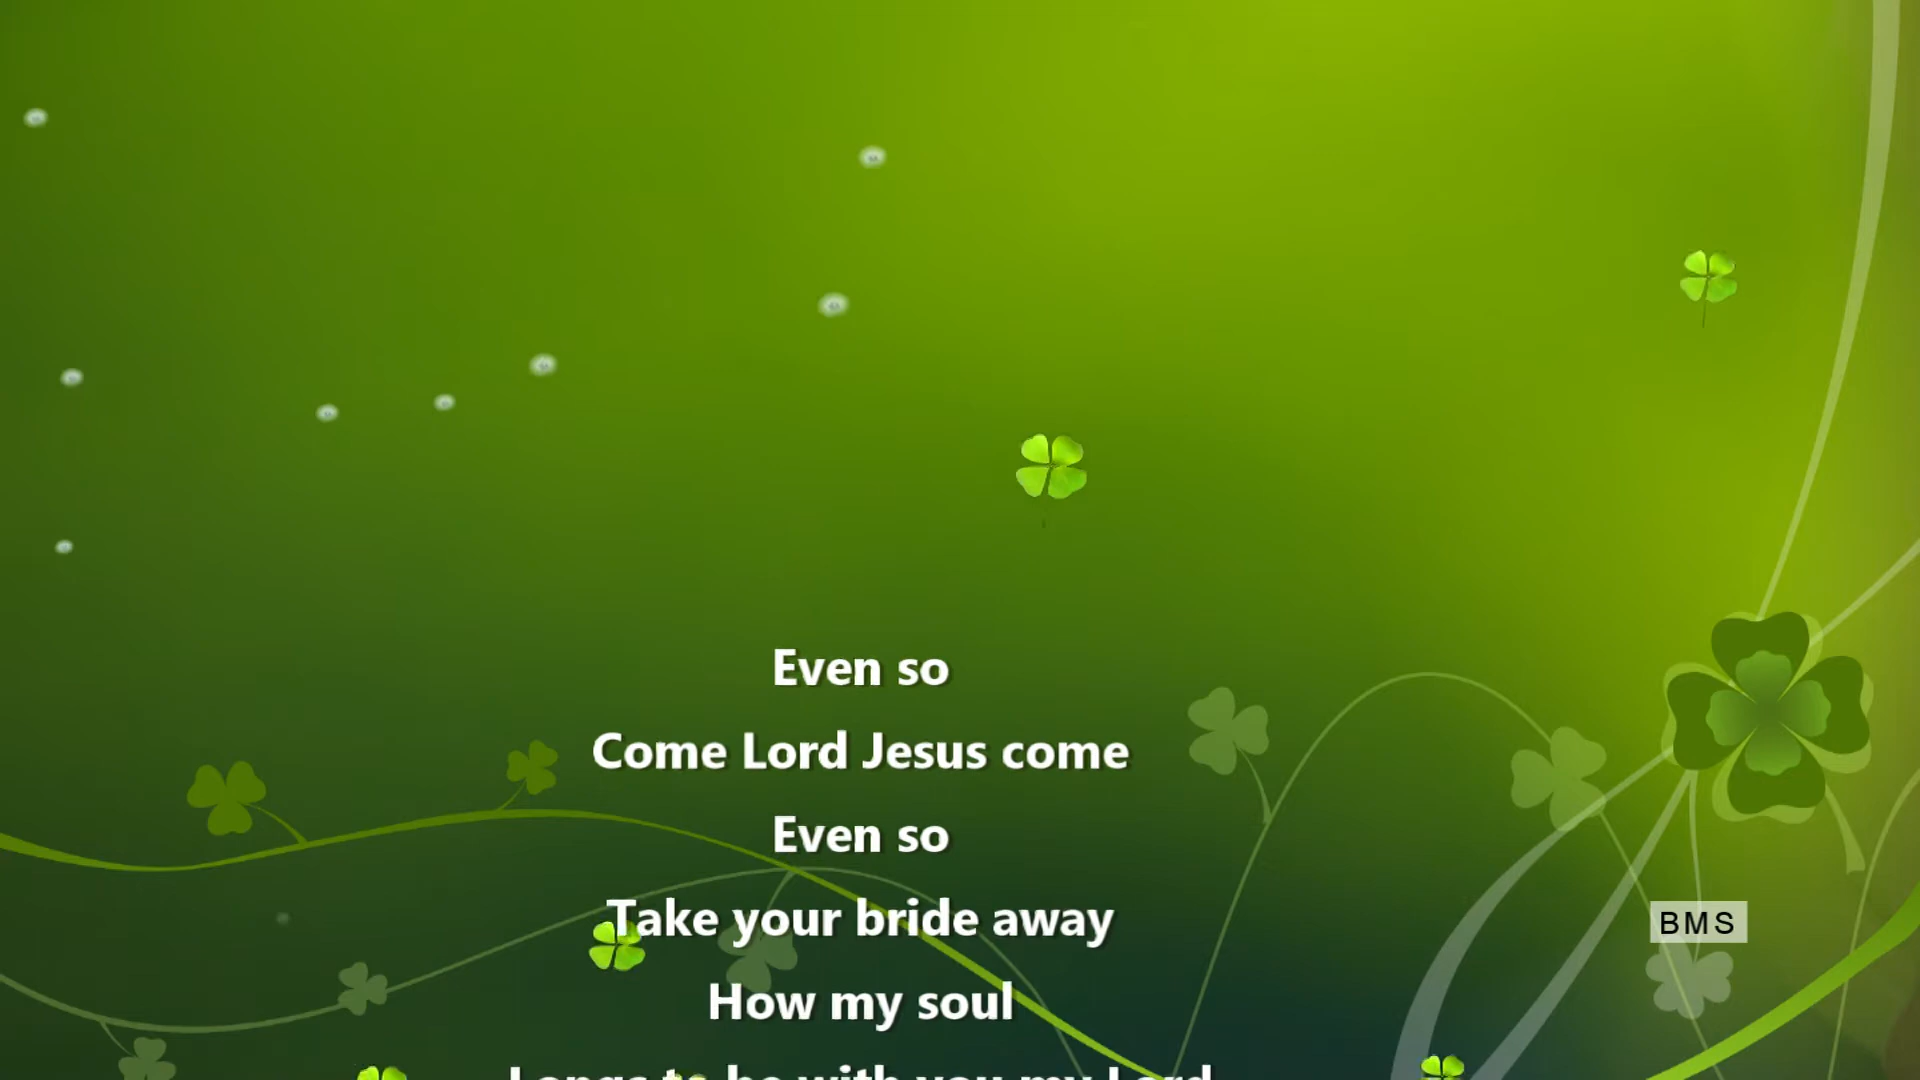 Even so
Come Lord Jesus come
Even so
Take your bride away
BMS
How my soul
Longs to be with you my Lord